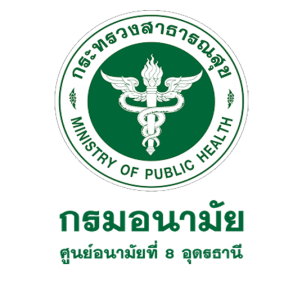 กระทรวงสาธารณสุข
MINISTRY OF PUBLIC HEALTH
กรมอนามัย
ศูนย์อนามัยที่ 8 อุดรธานี